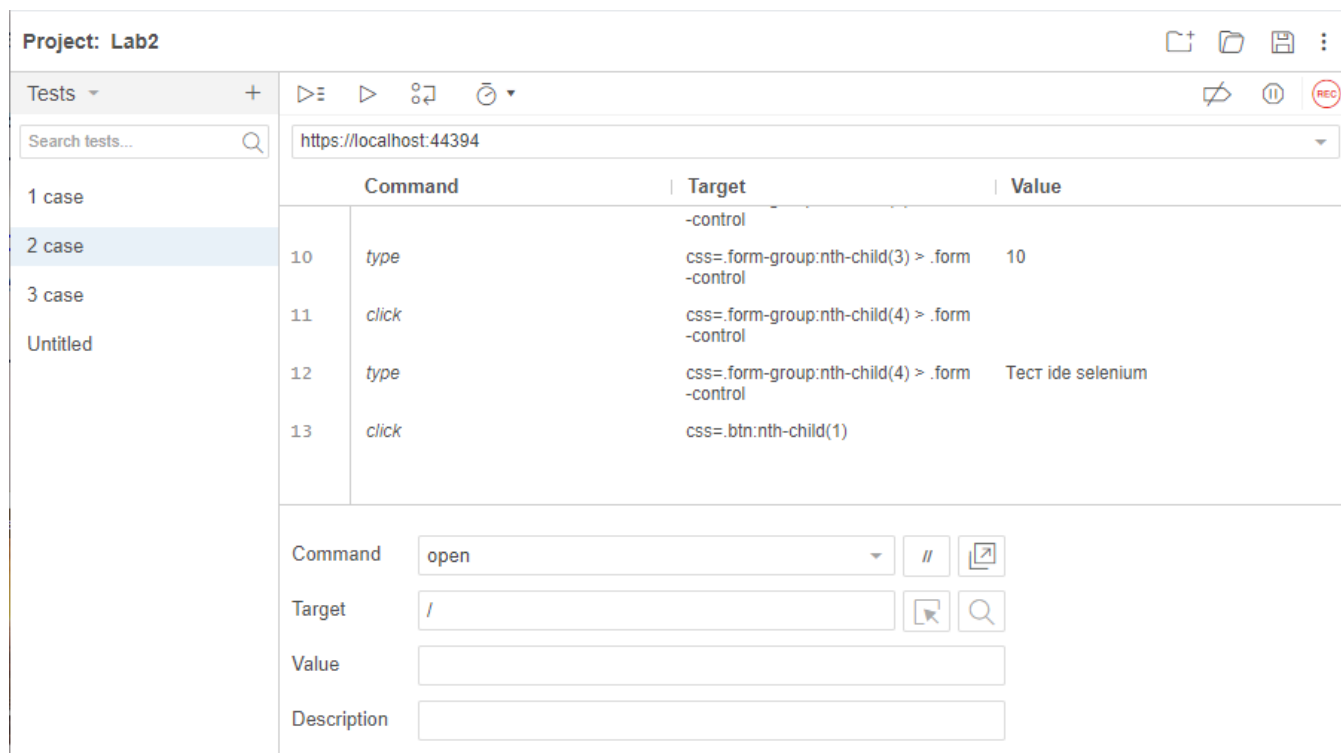 Project: Lab2
Tests
REC
Search tests...
https://localhost:44394
Command Target Value
1 case
2 case
3 case
Untitled
-control
10 type css=.form-group:nth-child(3) > .form 10
-control
11 click css=.form-group:nth-child(4) > .form
-control
12 type css=.form-group:nth-child(4) > .form Тест ide selenium
-control
13 click css=.btn:nth-child(1)
Command open //
Target /
Value
Description